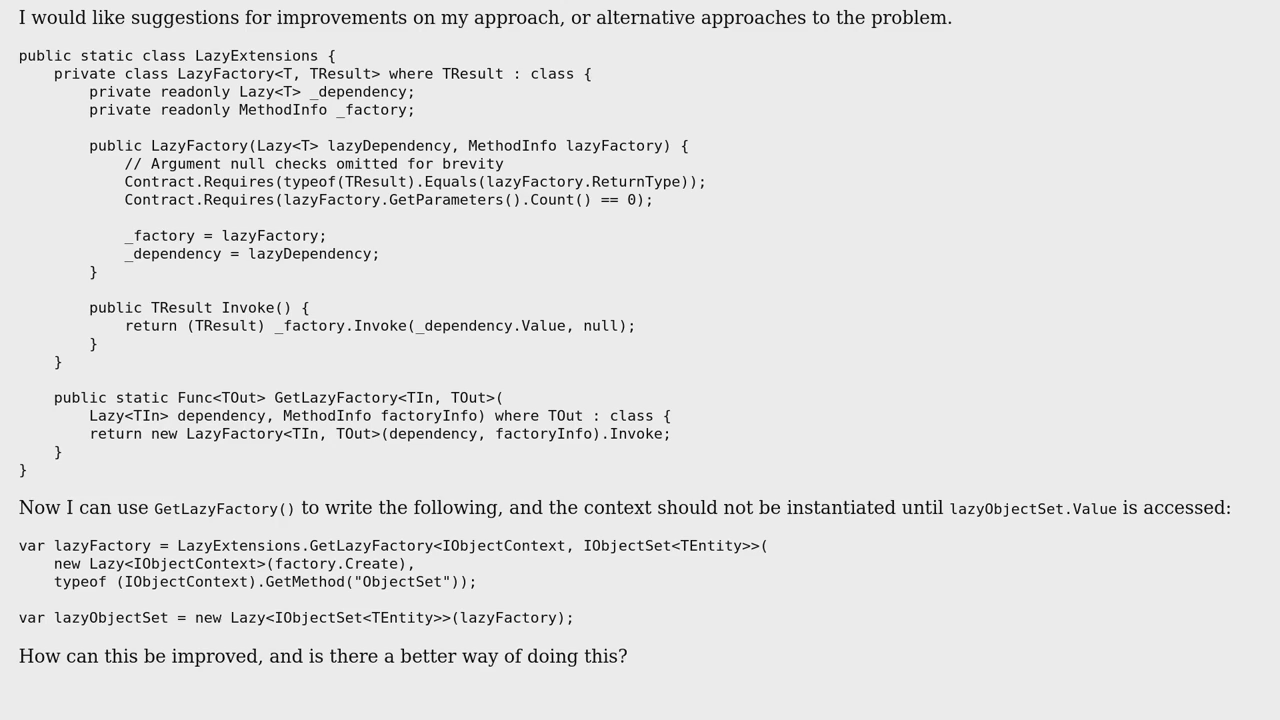 I would like suggestions for improvements on my approach, or alternative approaches to the problem.
public static class LazyExtensions {
    private class LazyFactory<T, TResult> where TResult : class {
        private readonly Lazy<T> _dependency;
        private readonly MethodInfo _factory;

        public LazyFactory(Lazy<T> lazyDependency, MethodInfo lazyFactory) {
            // Argument null checks omitted for brevity
            Contract.Requires(typeof(TResult).Equals(lazyFactory.ReturnType));
            Contract.Requires(lazyFactory.GetParameters().Count() == 0);

            _factory = lazyFactory;
            _dependency = lazyDependency;
        }

        public TResult Invoke() {
            return (TResult) _factory.Invoke(_dependency.Value, null);
        }
    }

    public static Func<TOut> GetLazyFactory<TIn, TOut>(
        Lazy<TIn> dependency, MethodInfo factoryInfo) where TOut : class {
        return new LazyFactory<TIn, TOut>(dependency, factoryInfo).Invoke;
    }
}
Now I can use GetLazyFactory() to write the following, and the context should not be instantiated until lazyObjectSet.Value is accessed:
var lazyFactory = LazyExtensions.GetLazyFactory<IObjectContext, IObjectSet<TEntity>>(
    new Lazy<IObjectContext>(factory.Create),
    typeof (IObjectContext).GetMethod("ObjectSet"));

var lazyObjectSet = new Lazy<IObjectSet<TEntity>>(lazyFactory);
How can this be improved, and is there a better way of doing this?